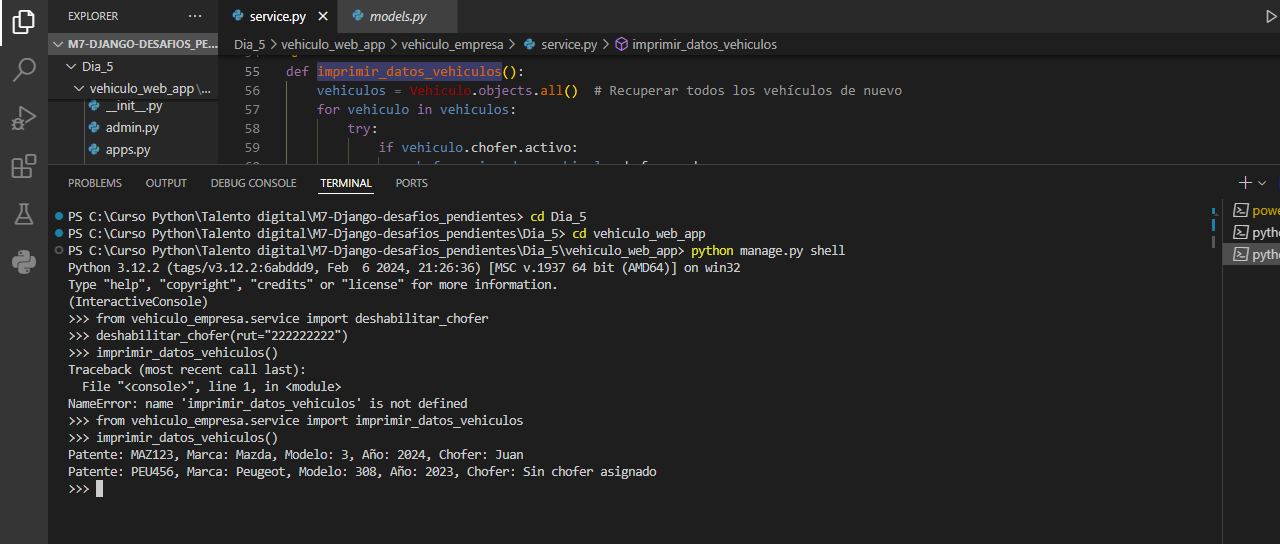 EXPLORER ···
service.py
models.py
M7-DJANGO-DESAFIOS_PE...
Dia_5 > vehiculo_web_app > vehiculo_empresa > service.py > imprimir_datos_vehiculos
Dia_5
vehiculo_web_app \...
__init__.py
admin.py
apps.py
55 def imprimir_datos_vehiculos():
56 vehiculos = Vehiculo.objects.all()  # Recuperar todos los vehículos de nuevo
57 for vehiculo in vehiculos:
58 try:
59 if vehiculo.chofer.activo:
PROBLEMS OUTPUT DEBUG CONSOLE TERMINAL PORTS
PS C:\Curso Python\Talento digital\M7-Django-desafios_pendientes> cd Dia_5
PS C:\Curso Python\Talento digital\M7-Django-desafios_pendientes\Dia_5> cd vehiculo_web_app
PS C:\Curso Python\Talento digital\M7-Django-desafios_pendientes\Dia_5\vehiculo_web_app> python manage.py shell
Python 3.12.2 (tags/v3.12.2:6abddd9, Feb  6 2024, 21:26:36) [MSC v.1937 64 bit (AMD64)] on win32
Type "help", "copyright", "credits" or "license" for more information.
(InteractiveConsole)
>>> from vehiculo_empresa.service import deshabilitar_chofer
>>> deshabilitar_chofer(rut="222222222")
>>> imprimir_datos_vehiculos()
Traceback (most recent call last):
  File "<console>", line 1, in <module>
NameError: name 'imprimir_datos_vehiculos' is not defined
>>> from vehiculo_empresa.service import imprimir_datos_vehiculos
>>> imprimir_datos_vehiculos()
Patente: MAZ123, Marca: Mazda, Modelo: 3, Año: 2024, Chofer: Juan
Patente: PEU456, Marca: Peugeot, Modelo: 308, Año: 2023, Chofer: Sin chofer asignado
>>>
powe
pytho
pytho